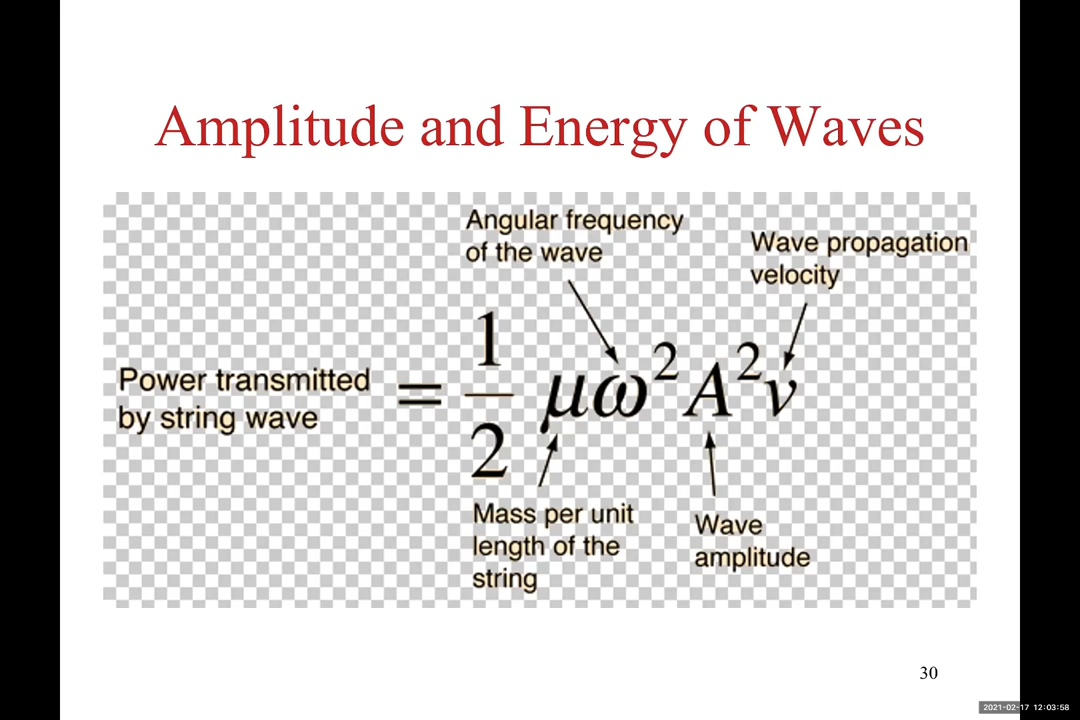 Amplitude and Energy of Waves
Angular frequency
of the wave
Wave propagation
velocity
Power transmitted
by string wave
= 1/2 μω²A²v
Mass per unit
length of the
string
Wave
amplitude
30
2021-02-17 12:03:58